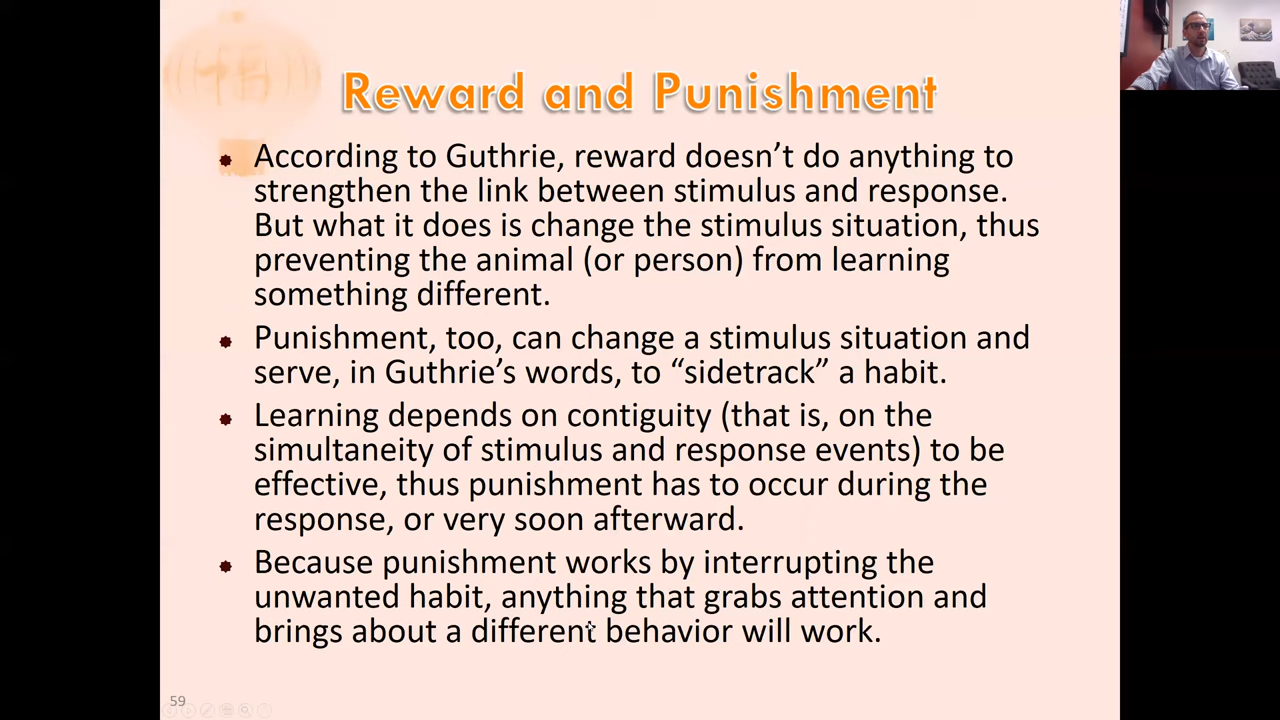 Reward and Punishment
According to Guthrie, reward doesn’t do anything to
strengthen the link between stimulus and response.
But what it does is change the stimulus situation, thus
preventing the animal (or person) from learning
something different.
Punishment, too, can change a stimulus situation and
serve, in Guthrie’s words, to “sidetrack” a habit.
Learning depends on contiguity (that is, on the
simultaneity of stimulus and response events) to be
effective, thus punishment has to occur during the
response, or very soon afterward.
Because punishment works by interrupting the
unwanted habit, anything that grabs attention and
brings about a different behavior will work.
59